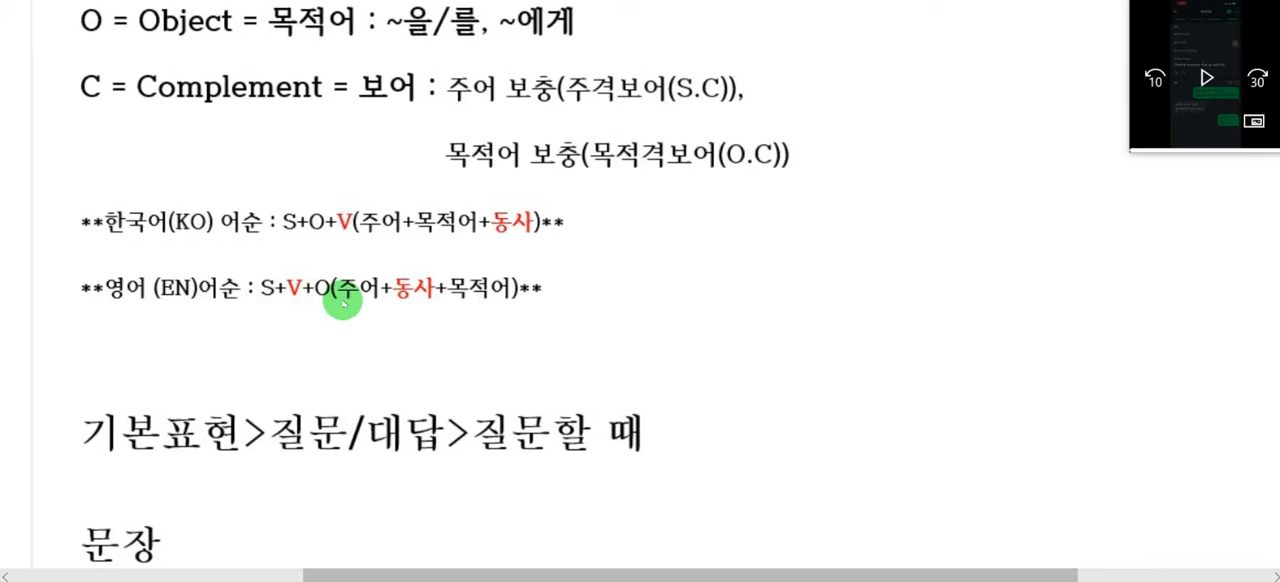 O = Object = 목적어 : ~을/를, ~에게
C = Complement = 보어 : 주어 보충(주격보어(S.C)),
목적어 보충(목적격보어(O.C))
**한국어(KO) 어순 : S+O+V(주어+목적어+동사)**
**영어 (EN)어순 : S+V+O(주어+동사+목적어)**
기본표현>질문/대답>질문할 때
문장
10
30